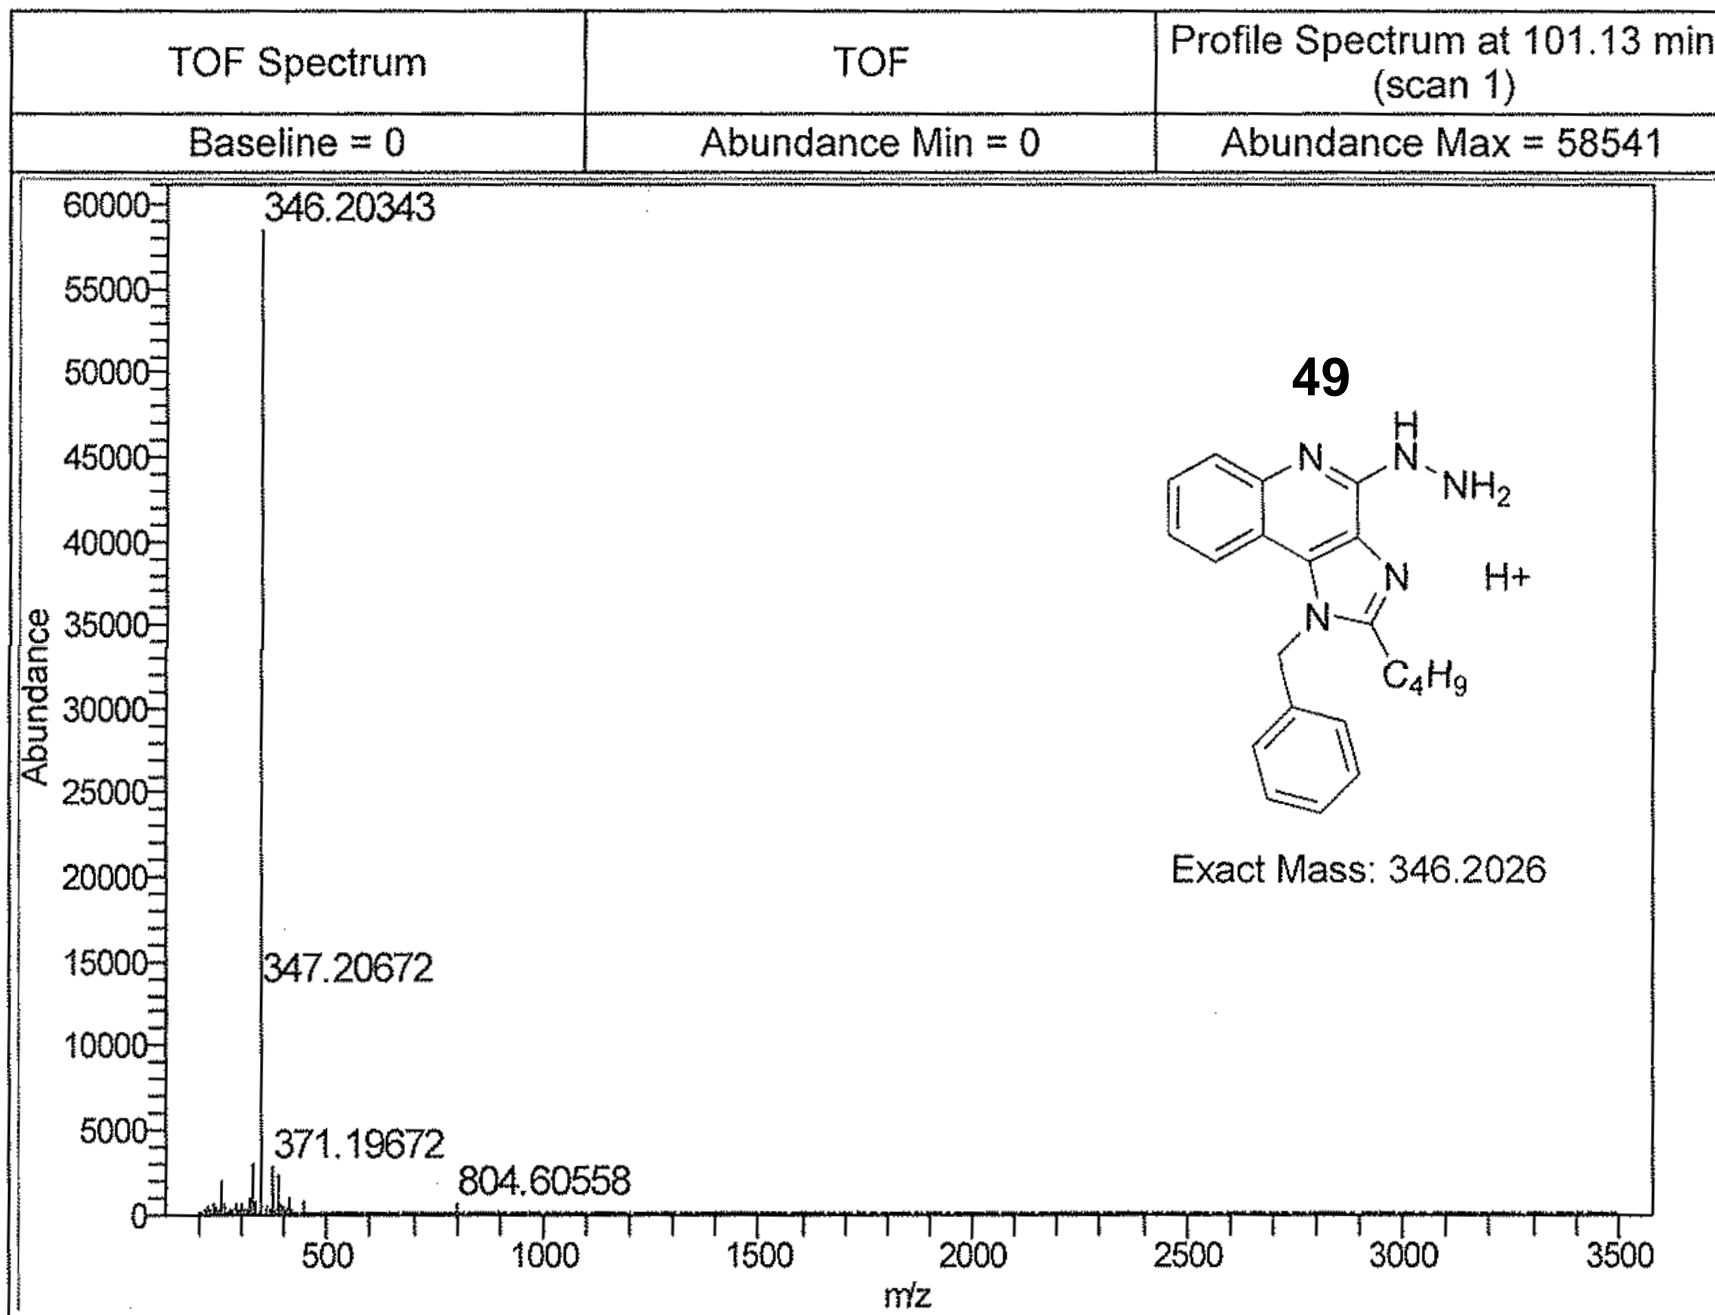 TOF Spectrum
TOF
Profile Spectrum at 101.13 min
(scan 1)
Baseline = 0
Abundance Min = 0
Abundance Max = 58541
60000
55000
50000
45000
40000
35000
30000
25000
20000
15000
10000
5000
0
Abundance
346.20343
347.20672
371.19672
804.60558
49
H
N
N
NH2
N
H+
N
C4H9
Exact Mass: 346.2026
500
1000
1500
2000
2500
3000
3500
m/z